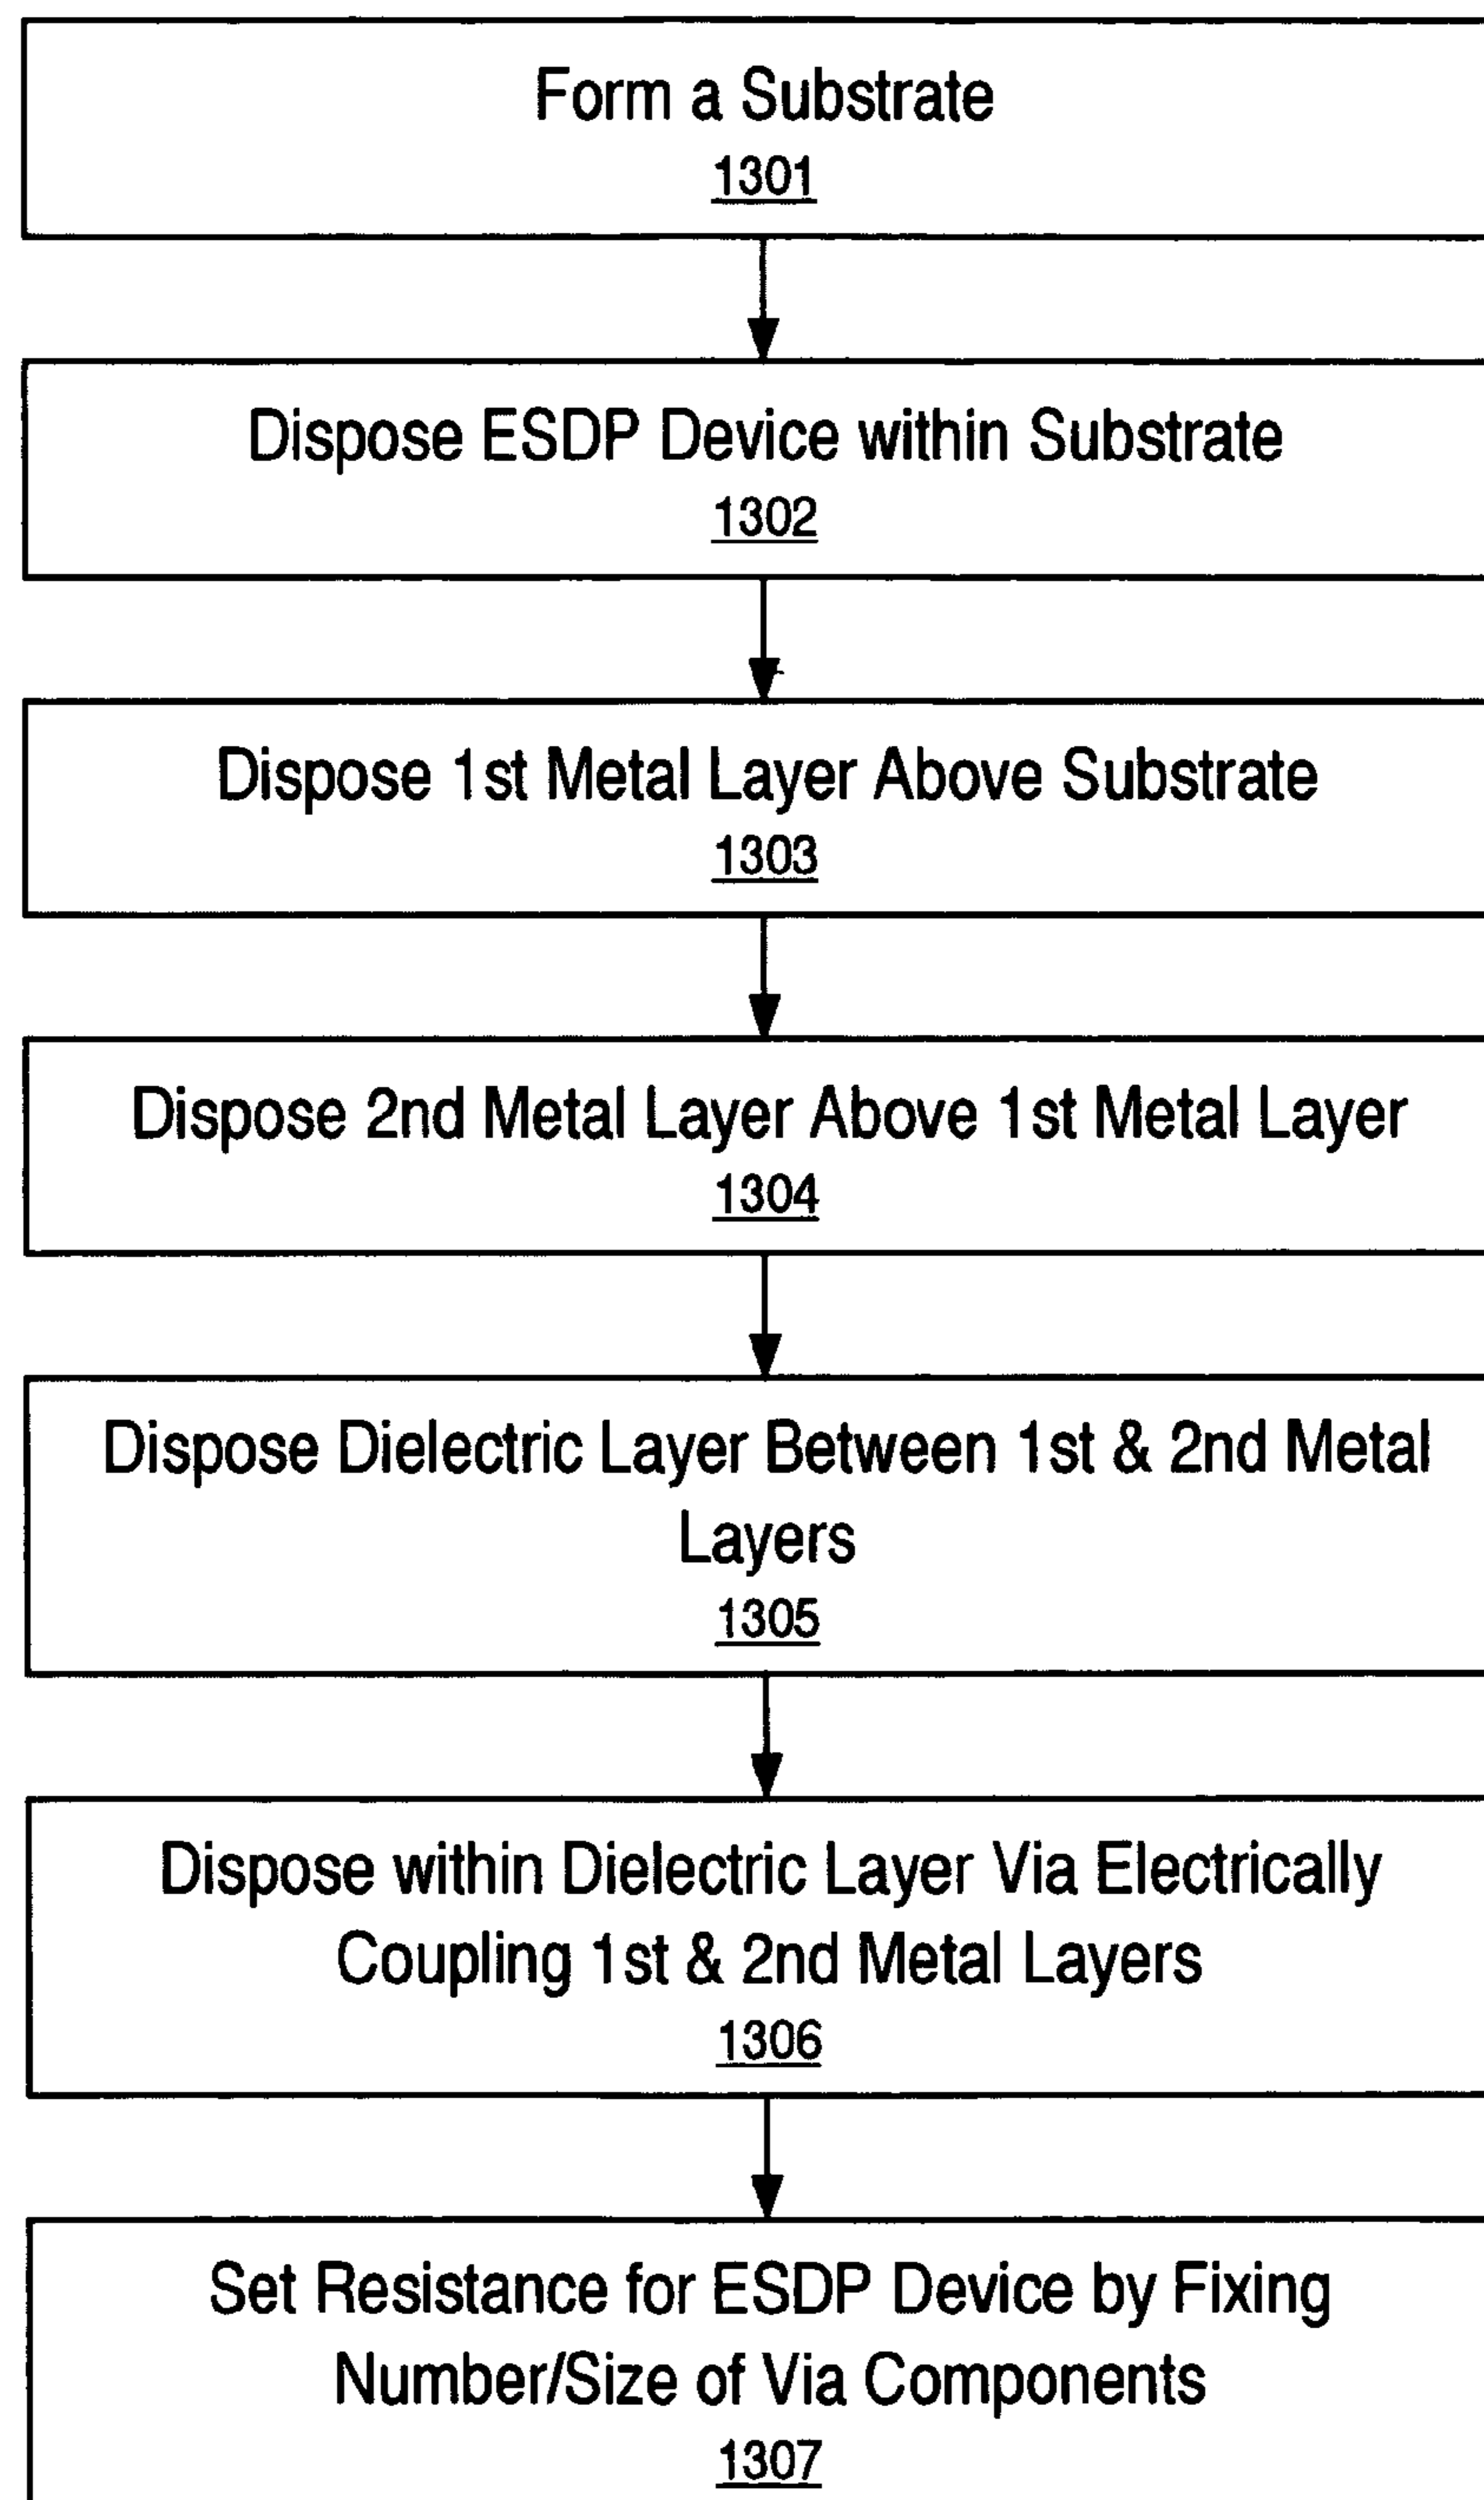 Form a Substrate
1301
Dispose ESDP Device within Substrate
1302
Dispose 1st Metal Layer Above Substrate
1303
Dispose 2nd Metal Layer Above 1st Metal Layer
1304
Dispose Dielectric Layer Between 1st & 2nd Metal
Layers
1305
Dispose within Dielectric Layer Via Electrically
Coupling 1st & 2nd Metal Layers
1306
Set Resistance for ESDP Device by Fixing
Number/Size of Via Components
1307